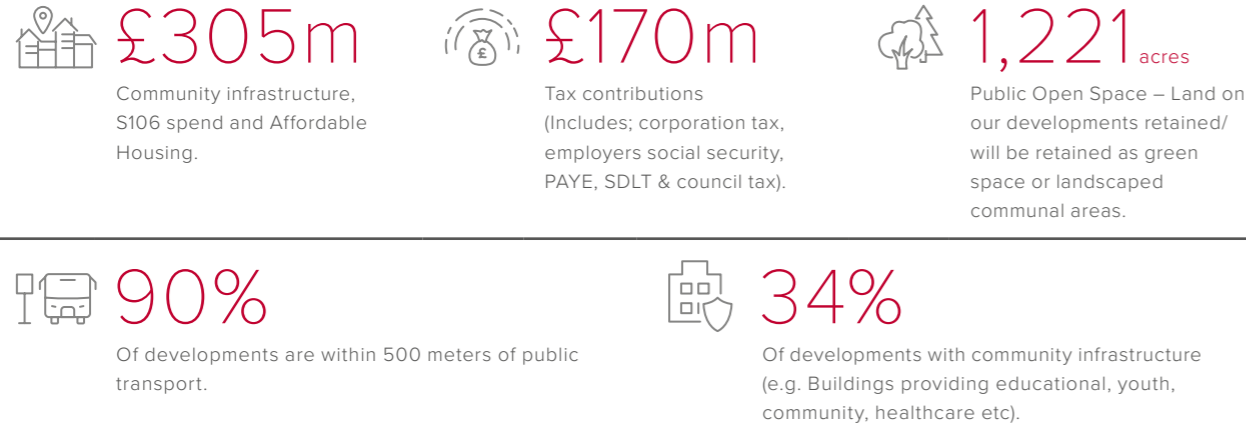 £305m
Community infrastructure,
S106 spend and Affordable
Housing.
£
£170m
Tax contributions
(Includes; corporation tax,
employers social security,
PAYE, SDLT & council tax).
1,221 acres
Public Open Space – Land on
our developments retained/
will be retained as green
space or landscaped
communal areas.
90%
Of developments are within 500 meters of public
transport.
34%
Of developments with community infrastructure
(e.g. Buildings providing educational, youth,
community, healthcare etc).